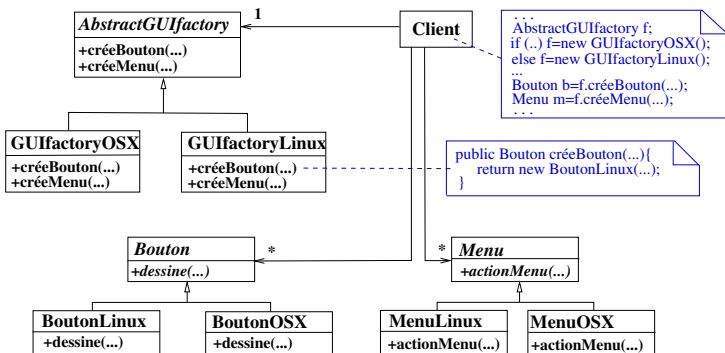 AbstractGUIfactory
+créeBouton(...)
+créeMenu(...)
1
Client
. . .
AbstractGUIfactory f;
if (..) f=new GUIfactoryOSX();
else f=new GUIfactoryLinux();
...
Bouton b=f.créeBouton(...);
Menu m=f.créeMenu(...);
. . .
GUIfactoryOSX
+créeBouton(...)
+créeMenu(...)
GUIfactoryLinux
+créeBouton(...)
+créeMenu(...)
public Bouton créeBouton(...){
return new BoutonLinux(...);
}
Bouton
+dessine(...)
*
*
Menu
+actionMenu(...)
BoutonLinux
+dessine(...)
BoutonOSX
+dessine(...)
MenuLinux
+actionMenu(...)
MenuOSX
+actionMenu(...)